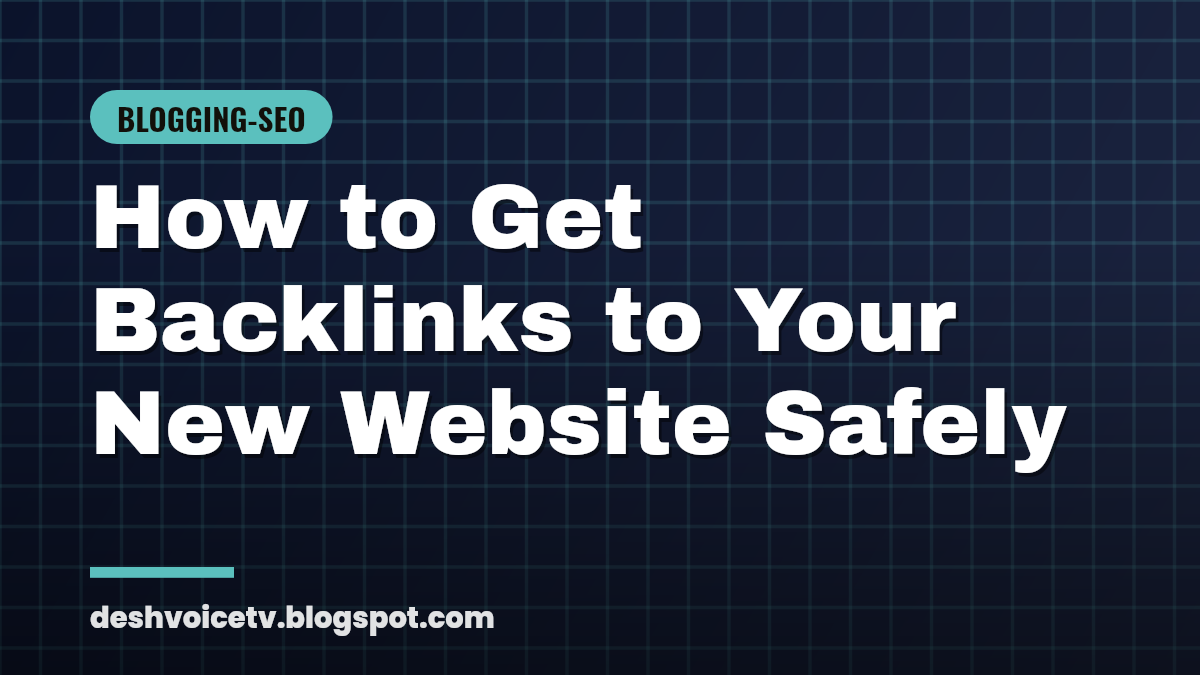 BLOGGING-SEO
How to Get
Backlinks to Your
New Website Safely
deshvoicetv.blogspot.com